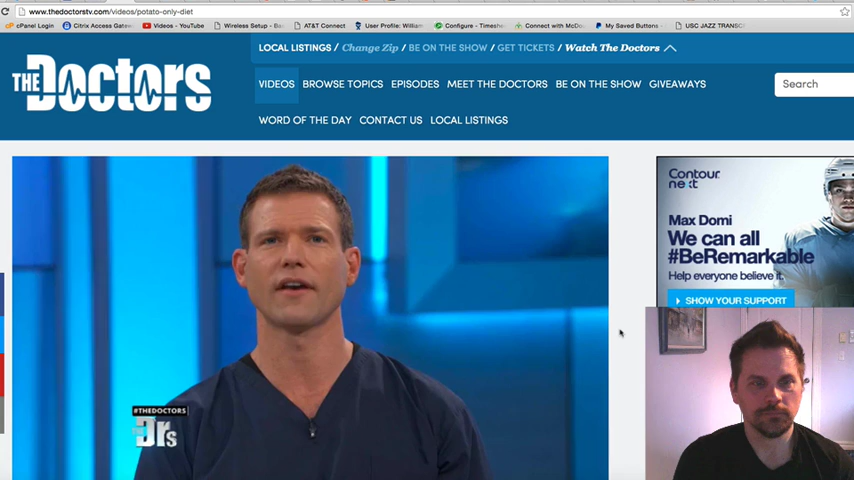 www.thedoctorstv.com/videos/potato-only-diet
cPanel Login Citrix Access Gatew Videos - YouTube Wireless Setup - Ba AT&T Connect User Profile: William Configure - Timeshe Connect with McDo My Saved Buttons USC JAZZ TRANSC
LOCAL LISTINGS / Change Zip / BE ON THE SHOW / GET TICKETS / Watch The Doctors
THE DOCTORS
VIDEOS BROWSE TOPICS EPISODES MEET THE DOCTORS BE ON THE SHOW GIVEAWAYS
Search
WORD OF THE DAY CONTACT US LOCAL LISTINGS
Contour
next
Max Domi
We can all
#BeRemarkable
Help everyone believe it.
SHOW YOUR SUPPORT
#THEDOCTORS
THE Drs